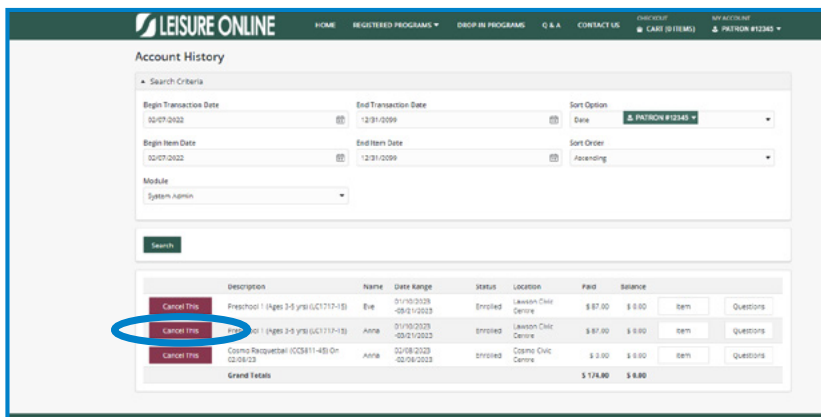 LEISURE ONLINE
HOME REGISTERED PROGRAMS DROP IN PROGRAMS Q & A CONTACT US CHECKOUT CART (0 ITEMS) MY ACCOUNT PATRON #12345
Account History
Search Criteria
Begin Transaction Date End Transaction Date Sort Option
02/07/2022 12/31/2099 Date PATRON #12345
Begin Item Date End Item Date Sort Order
02/07/2022 12/31/2099 Ascending
Module
System Admin
Search
Description Name Date Range Status Location Paid Balance
Cancel This Preschool 1 (Ages 3-5 yrs) (LC1717-15) Eve 01/10/2023 -03/21/2023 Enrolled Lawson Civic Centre $ 87.00 $ 0.00 Item Questions
Cancel This Preschool 1 (Ages 3-5 yrs) (LC1717-15) Anna 01/10/2023 -03/21/2023 Enrolled Lawson Civic Centre $ 87.00 $ 0.00 Item Questions
Cancel This Cosmo Racquetball (CC5811-45) On 02/08/23 Anna 02/08/2023 -02/08/2023 Enrolled Cosmo Civic Centre $ 0.00 $ 0.00 Item Questions
Grand Totals $ 174.00 $ 0.00